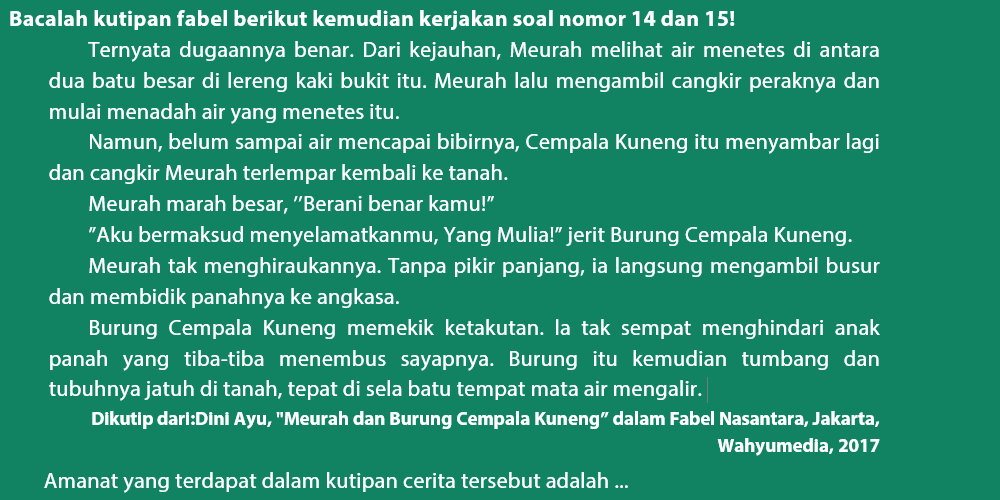 Bacalah kutipan fabel berikut kemudian kerjakan soal nomor 14 dan 15!
Ternyata dugaannya benar. Dari kejauhan, Meurah melihat air menetes di antara
dua batu besar di lereng kaki bukit itu. Meurah lalu mengambil cangkir peraknya dan
mulai menadah air yang menetes itu.
Namun, belum sampai air mencapai bibirnya, Cempala Kuneng itu menyambar lagi
dan cangkir Meurah terlempar kembali ke tanah.
Meurah marah besar, ’’Berani benar kamu!”
”Aku bermaksud menyelamatkanmu, Yang Mulia!” jerit Burung Cempala Kuneng.
Meurah tak menghiraukannya. Tanpa pikir panjang, ia langsung mengambil busur
dan membidik panahnya ke angkasa.
Burung Cempala Kuneng memekik ketakutan. la tak sempat menghindari anak
panah yang tiba-tiba menembus sayapnya. Burung itu kemudian tumbang dan
tubuhnya jatuh di tanah, tepat di sela batu tempat mata air mengalir.
Dikutip dari:Dini Ayu, "Meurah dan Burung Cempala Kuneng” dalam Fabel Nasantara, Jakarta,
Wahyumedla, 2017
Amanat yang terdapat dalam kutipan cerita tersebut adalah ...